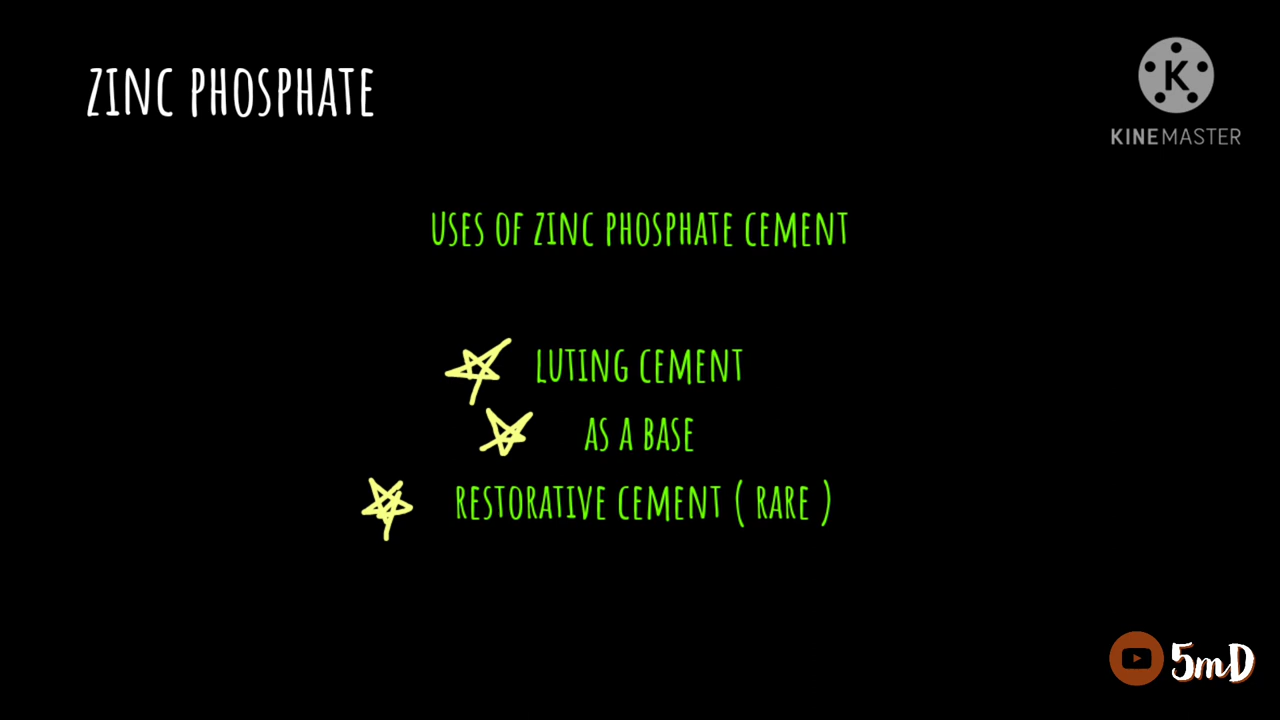 ZINC PHOSPHATE
K
KINEMASTER
USES OF ZINC PHOSPHATE CEMENT
LUTING CEMENT
AS A BASE
RESTORATIVE CEMENT ( RARE )
5mD